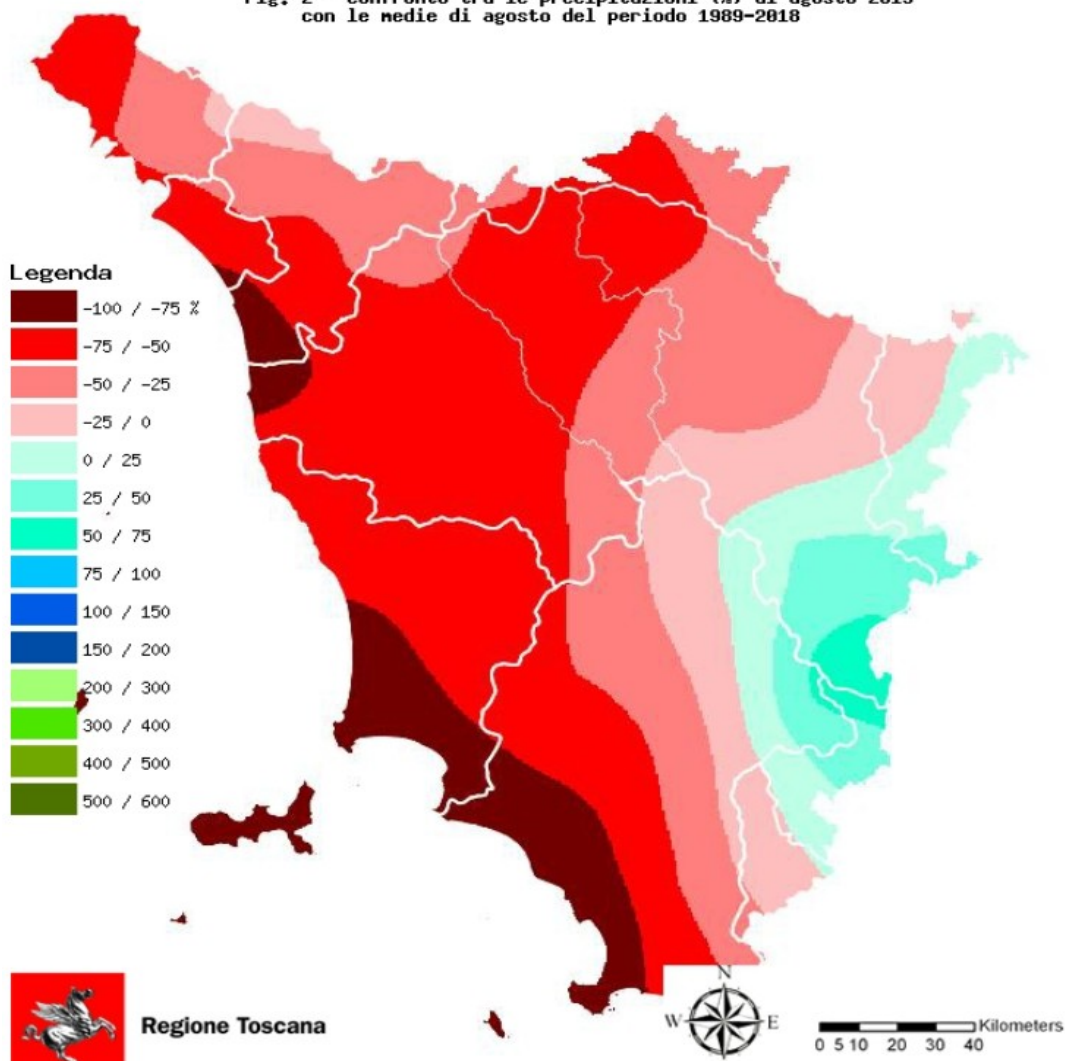 con le medie di agosto del periodo 1989-2018
Legenda
-100 / -75 %
-75 / -50
-50 / -25
-25 / 0
0 / 25
25 / 50
50 / 75
75 / 100
100 / 150
150 / 200
200 / 300
300 / 400
400 / 500
500 / 600
Regione Toscana
N
W E
S
Kilometers
0 5 10 20 30 40